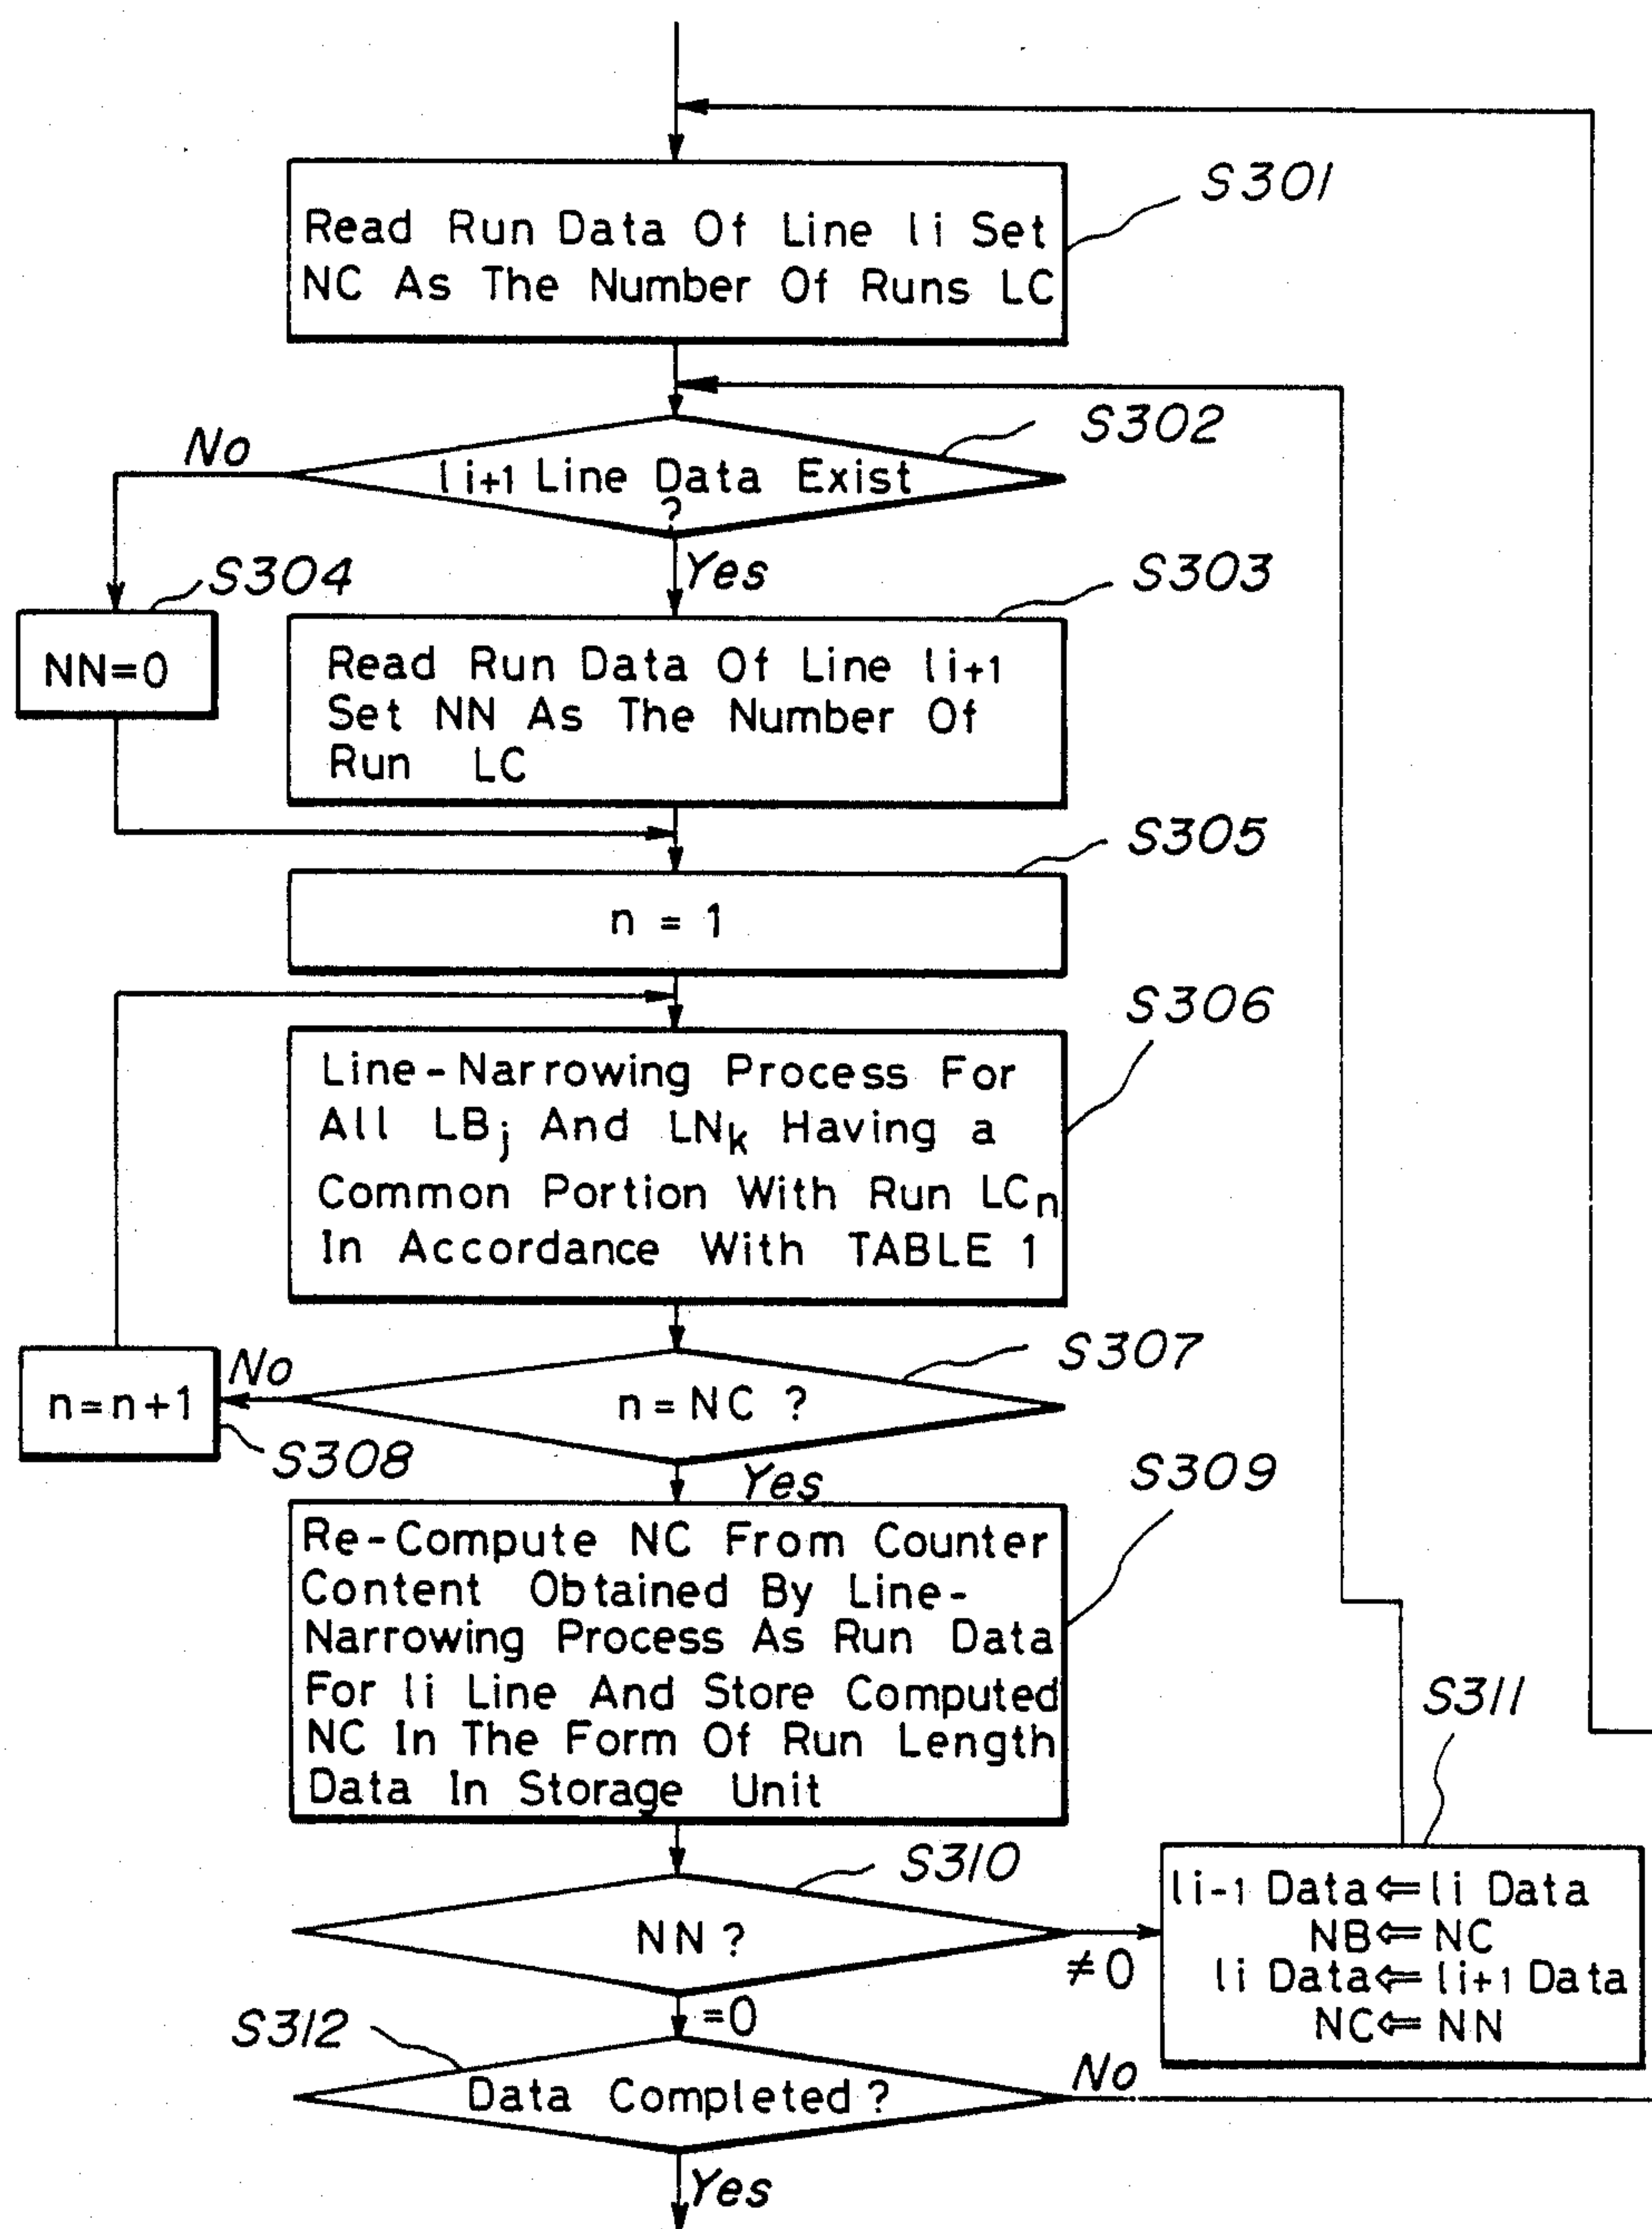 S301
Read Run Data Of Line li Set
NC As The Number Of Runs LC
S302
No
li+1 Line Data Exist
?
Yes
S304
NN=0
S303
Read Run Data Of Line li+1
Set NN As The Number Of
Run LC
S305
n = 1
S306
Line-Narrowing Process For
All LBj And LNk Having a
Common Portion With Run LCn
In Accordance With TABLE 1
S307
No
n=n+1
n=NC ?
S308
Yes
S309
Re-Compute NC From Counter
Content Obtained By Line-
Narrowing Process As Run Data
For li Line And Store Computed
NC In The Form Of Run Length
Data In Storage Unit
S310
NN ?
≠0
=0
S311
li-1 Data⇐li Data
NB⇐NC
li Data⇐li+1 Data
NC⇐NN
S312
Data Completed ?
No
Yes